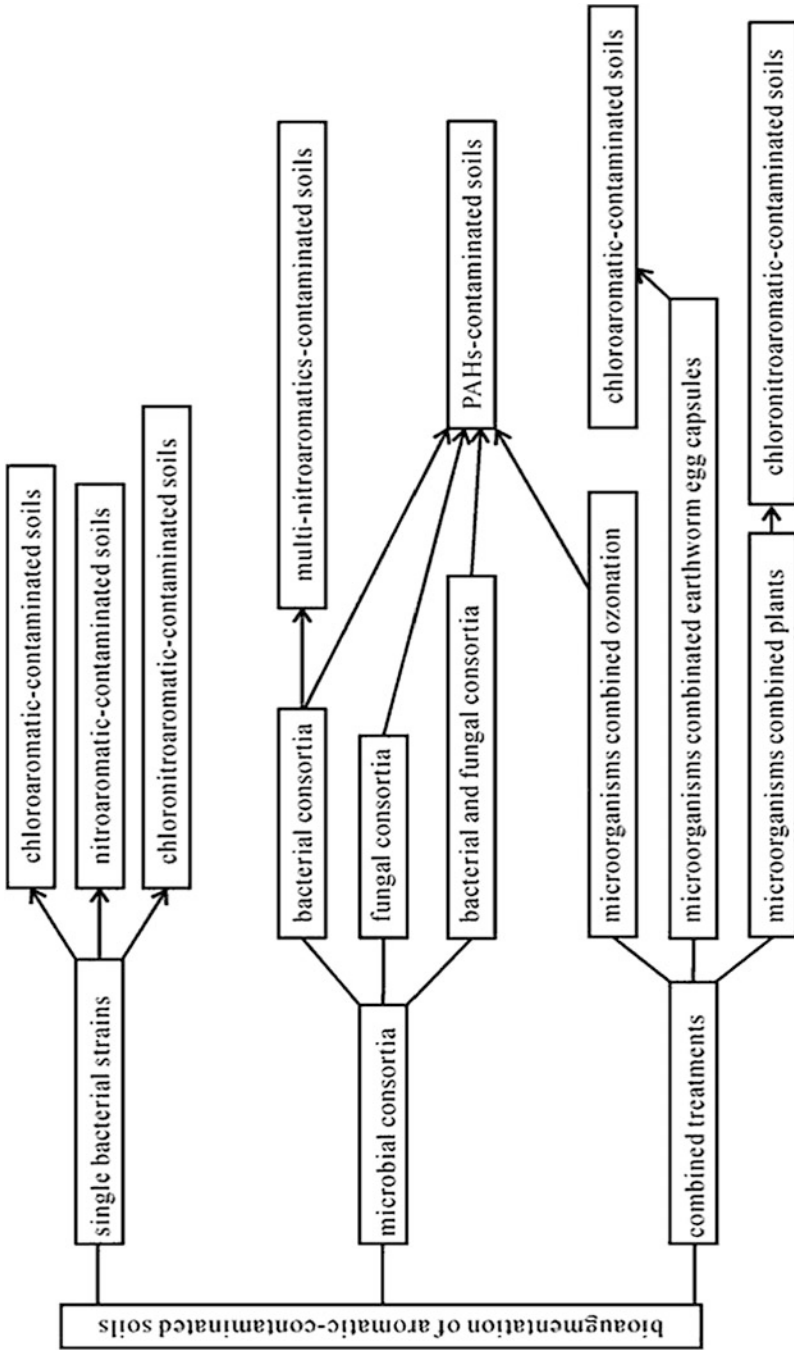 bioaugmentation of aromatic-contaminated soils
single bacterial strains
chloroaromatic-contaminated soils
nitroaromatic-contaminated soils
chloronitroaromatic-contaminated soils
microbial consortia
bacterial consortia
fungal consortia
bacterial and fungal consortia
multi-nitroaromatics-contaminated soils
PAHs-contaminated soils
combined treatments
microorganisms combined ozonation
microorganisms combinated earthworm egg capsules
microorganisms combined plants
chloroaromatic-contaminated soils
chloronitroaromatic-contaminated soils